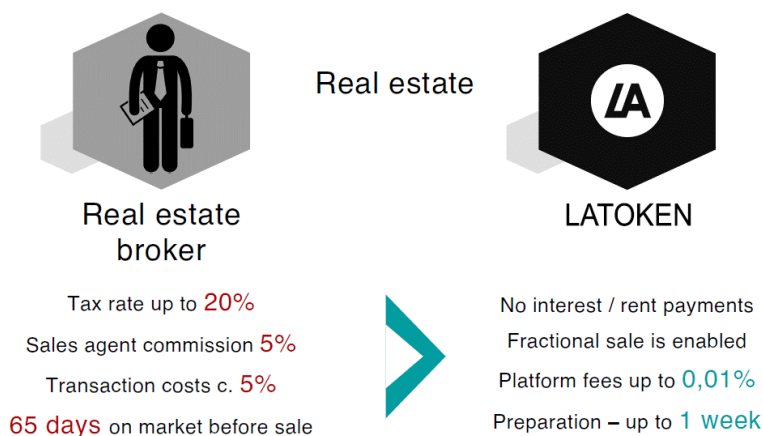 Real estate
LA
Real estate
broker
Tax rate up to 20%
Sales agent commission 5%
Transaction costs c. 5%
65 days on market before sale
LATOKEN
No interest / rent payments
Fractional sale is enabled
Platform fees up to 0,01%
Preparation – up to 1 week